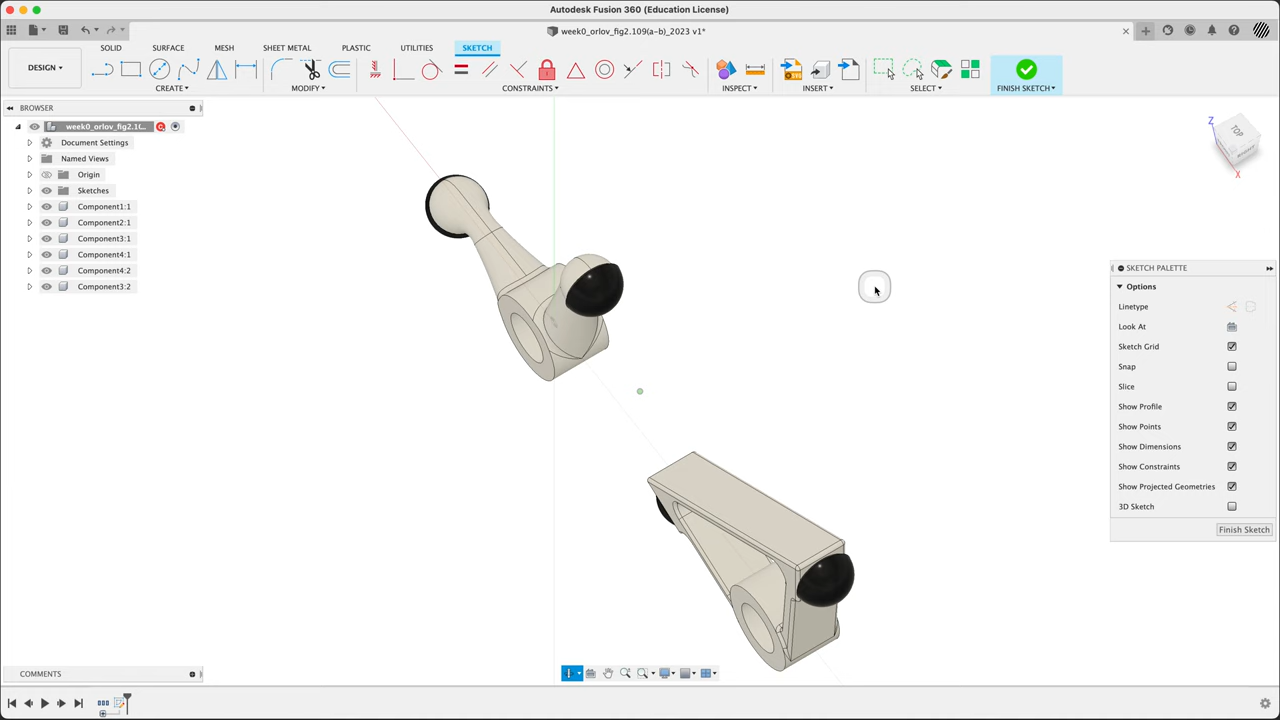 Autodesk Fusion 360 (Education License)
week0_orlov_fig2.109(a-b)_2023 v1*
DESIGN
SOLID SURFACE MESH SHEET METAL PLASTIC UTILITIES SKETCH
CREATE MODIFY CONSTRAINTS INSPECT INSERT SELECT FINISH SKETCH
BROWSER
week0_orlov_fig2.1(...
Document Settings
Named Views
Origin
Sketches
Component1:1
Component2:1
Component3:1
Component4:1
Component4:2
Component3:2
Z
TOP
RIGHT
X
SKETCH PALETTE
Options
Linetype
Look At
Sketch Grid
Snap
Slice
Show Profile
Show Points
Show Dimensions
Show Constraints
Show Projected Geometries
3D Sketch
Finish Sketch
COMMENTS